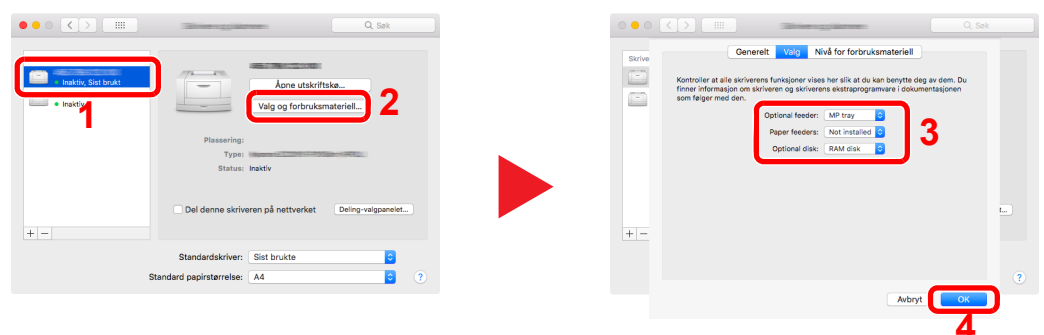 Søk
Inaktiv, Sist brukt
Inaktiv
1
Åpne utskriftskø...
Valg og forbruksmateriell...
2
Plassering:
Type:
Status: Inaktiv
Del denne skriveren på nettverket
Deling-valgpanelet...
+ −
Standardskriver: Sist brukte
Standard papirstørrelse: A4
?
Søk
Skrive
Generelt Valg Nivå for forbruksmateriell
Kontroller at alle skriverens funksjoner vises her slik at du kan benytte deg av dem. Du
finner informasjon om skriveren og skriverens ekstraprogramvare i dokumentasjonen
som følger med den.
Optional feeder: MP tray
Paper feeders: Not installed
Optional disk: RAM disk
3
t...
+ −
?
Avbryt OK
4